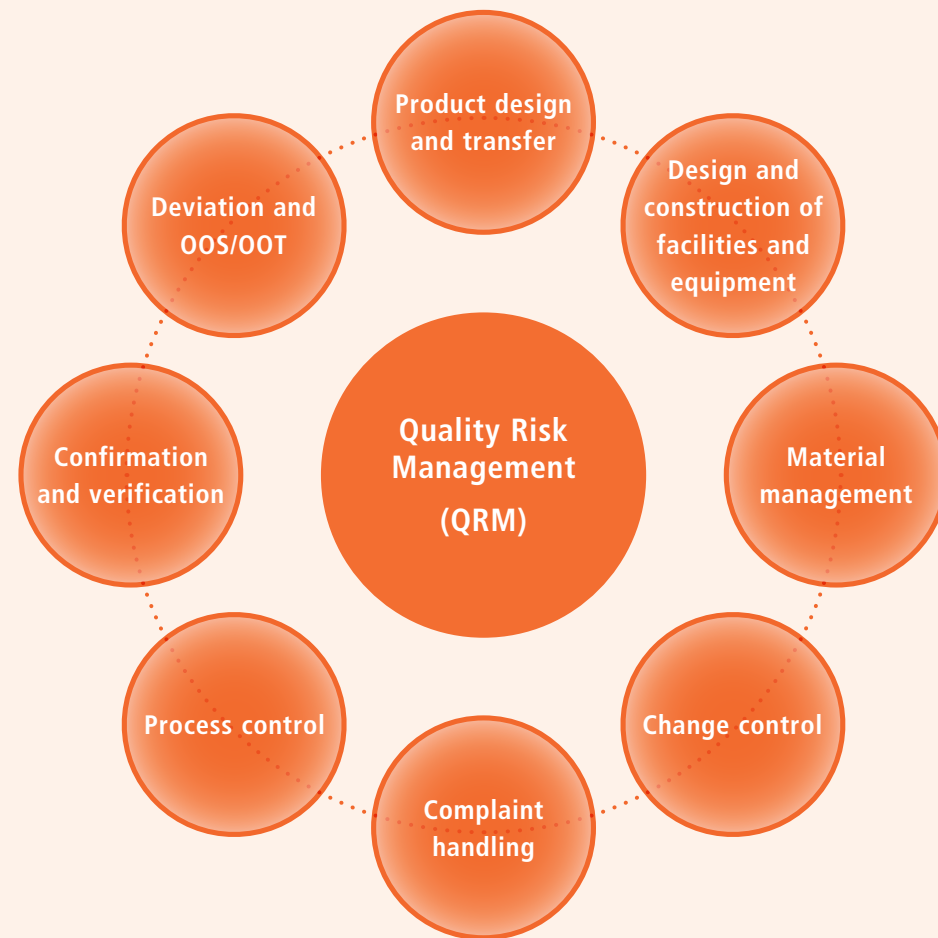 Product design
and transfer
Design and
construction of
facilities and
equipment
Material
management
Change control
Complaint
handling
Process control
Confirmation
and verification
Deviation and
OOS/OOT
Quality Risk
Management
(QRM)